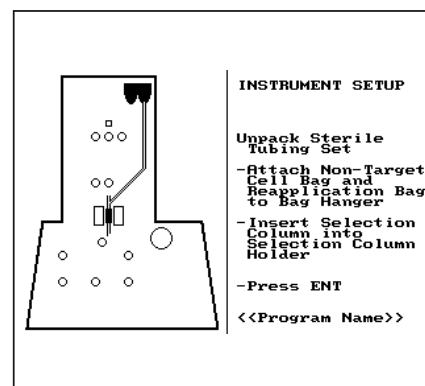 INSTRUMENT SETUP
Unpack Sterile
Tubing Set
-Attach Non-Target
Cell Bag and
Reapplication Bag
to Bag Hanger
-Insert Selection
Column into
Selection Column
Holder
-Press ENT
<<Program Name>>